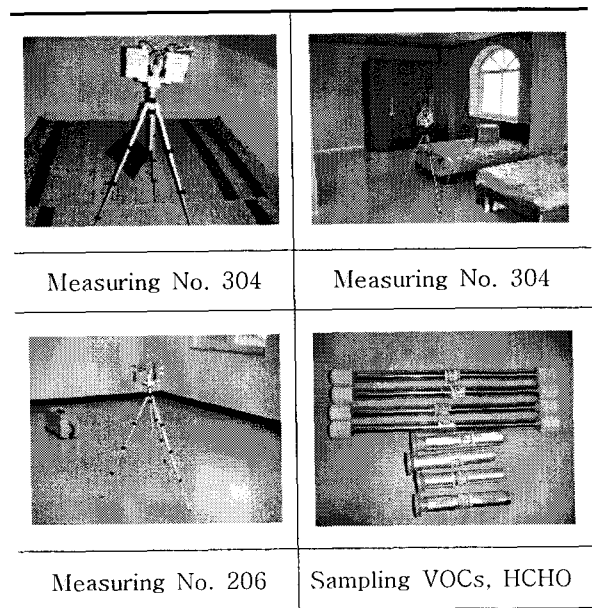 Measuring No. 304
Measuring No. 304
Measuring No. 206
Sampling VOCs, HCHO